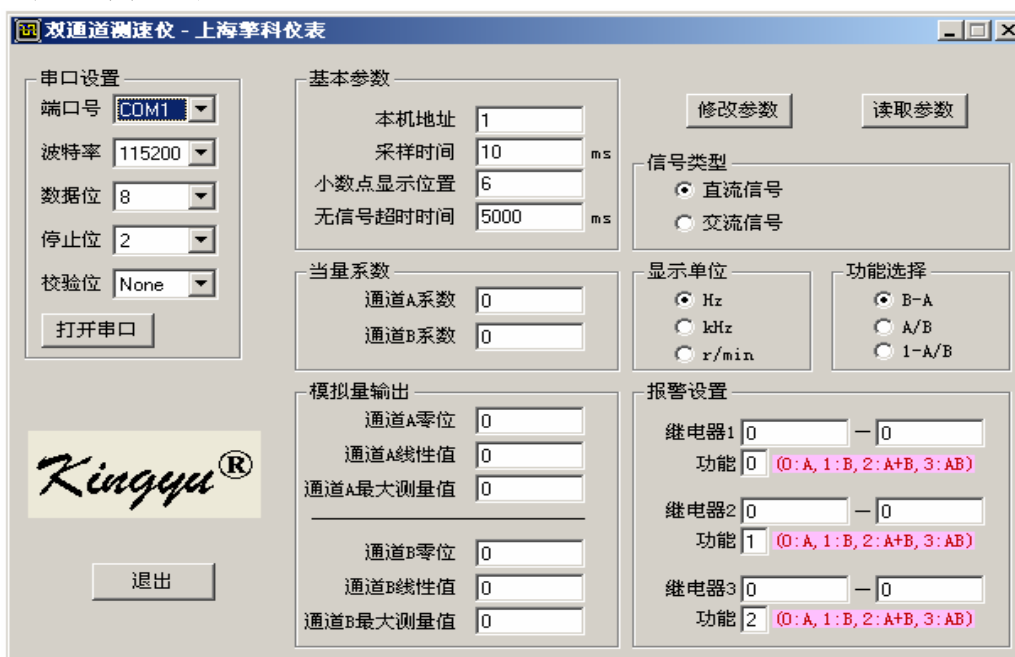 双通道测速仪 - 上海擎科仪表
串口设置
端口号 COM1
波特率 115200
数据位 8
停止位 2
校验位 None
打开串口
Kingyu®
退出
基本参数
本机地址 1
采样时间 10 ms
小数点显示位置 6
无信号超时时间 5000 ms
当量系数
通道A系数 0
通道B系数 0
模拟量输出
通道A零位 0
通道A线性值 0
通道A最大测量值 0
通道B零位 0
通道B线性值 0
通道B最大测量值 0
修改参数 读取参数
信号类型
直流信号
交流信号
显示单位
Hz
kHz
r/min
功能选择
B-A
A/B
1-A/B
报警设置
继电器1 0 — 0
功能 0 (0:A,1:B,2:A+B,3:AB)
继电器2 0 — 0
功能 1 (0:A,1:B,2:A+B,3:AB)
继电器3 0 — 0
功能 2 (0:A,1:B,2:A+B,3:AB)